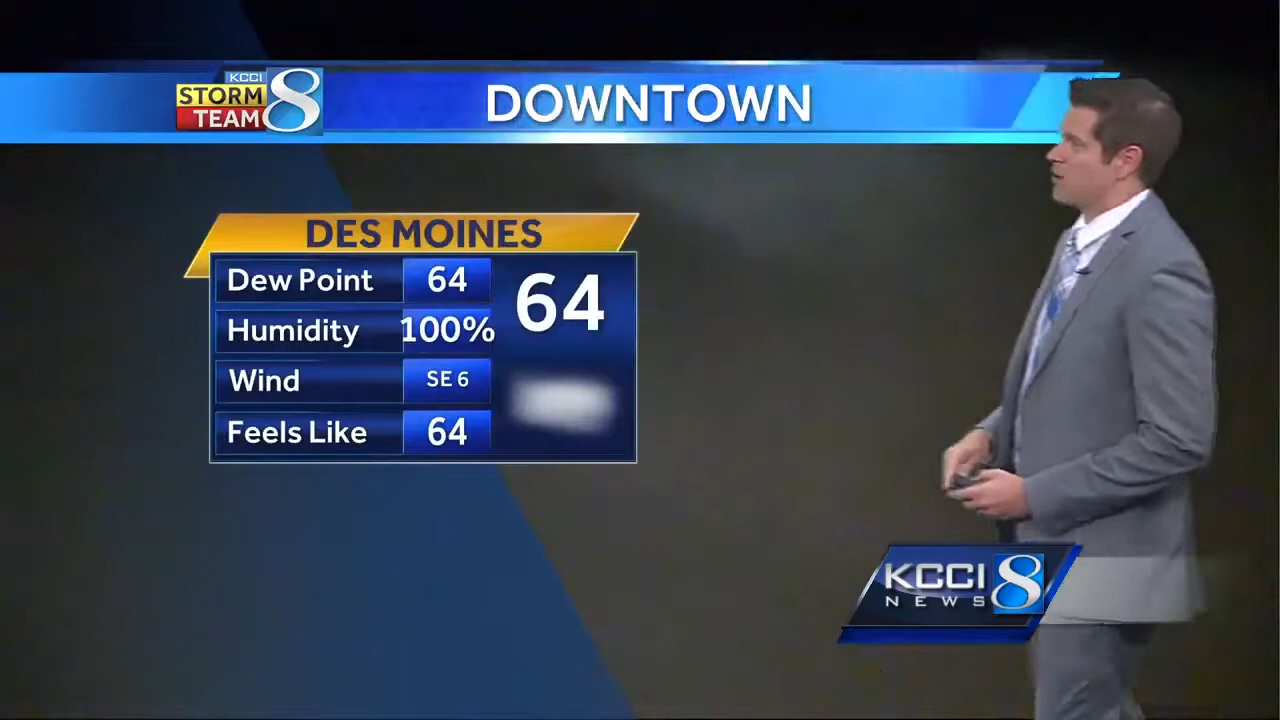 KCCI
STORM
TEAM 8
DOWNTOWN
DES MOINES
Dew Point 64
64
Humidity 100%
Wind SE 6
Feels Like 64
KCCI 8
NEWS